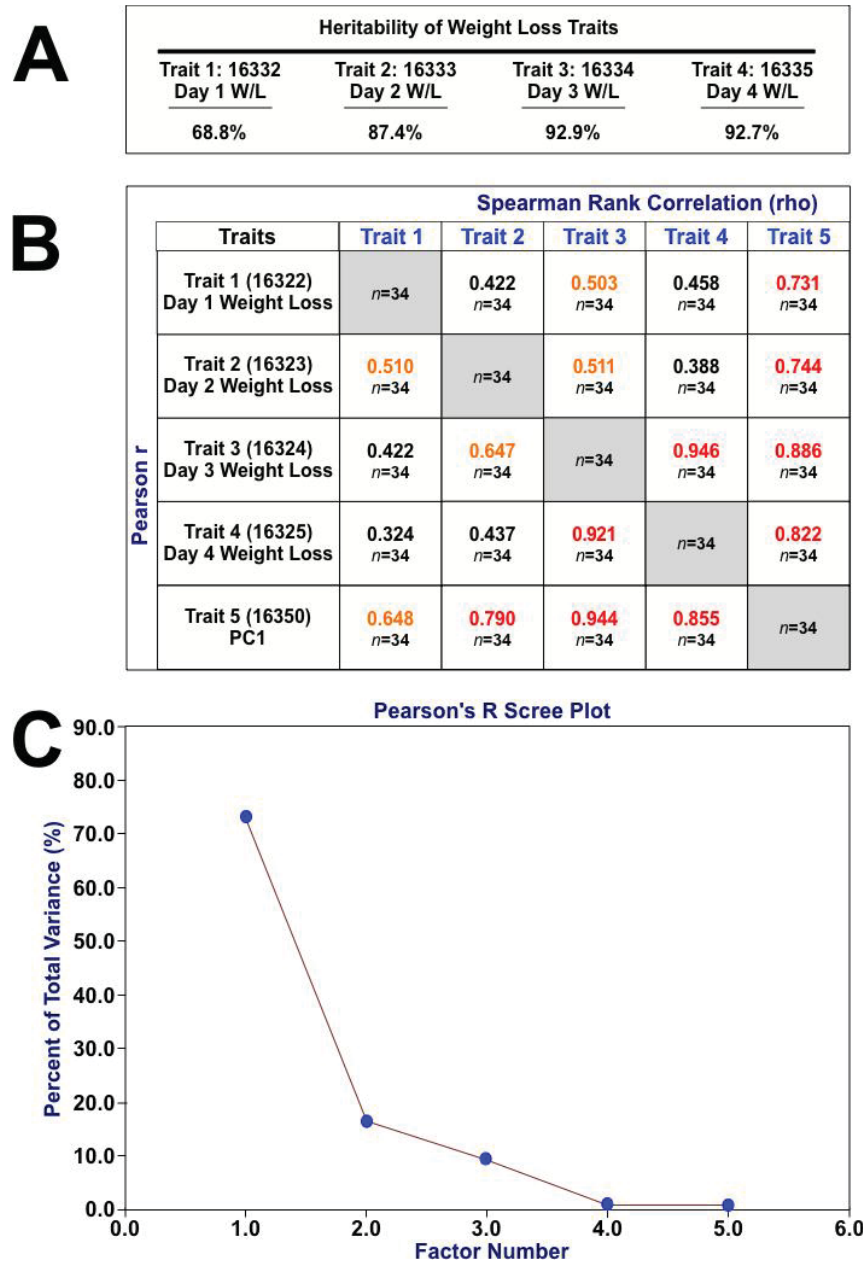 A
Heritability of Weight Loss Traits
Trait 1: 16332 Trait 2: 16333 Trait 3: 16334 Trait 4: 16335
Day 1 W/L Day 2 W/L Day 3 W/L Day 4 W/L
68.8% 87.4% 92.9% 92.7%
B
Spearman Rank Correlation (rho)
Traits Trait 1 Trait 2 Trait 3 Trait 4 Trait 5
Pearson r
Trait 1 (16322) 0.422 0.503 0.458 0.731
Day 1 Weight Loss n=34 n=34 n=34 n=34 n=34
Trait 2 (16323) 0.510 0.511 0.388 0.744
Day 2 Weight Loss n=34 n=34 n=34 n=34 n=34
Trait 3 (16324) 0.422 0.647 0.946 0.886
Day 3 Weight Loss n=34 n=34 n=34 n=34 n=34
Trait 4 (16325) 0.324 0.437 0.921 0.822
Day 4 Weight Loss n=34 n=34 n=34 n=34 n=34
Trait 5 (16350) 0.648 0.790 0.944 0.855
PC1 n=34 n=34 n=34 n=34 n=34
C
Pearson's R Scree Plot
Percent of Total Variance (%)
90.0
80.0
70.0
60.0
50.0
40.0
30.0
20.0
10.0
0.0
0.0 1.0 2.0 3.0 4.0 5.0 6.0
Factor Number